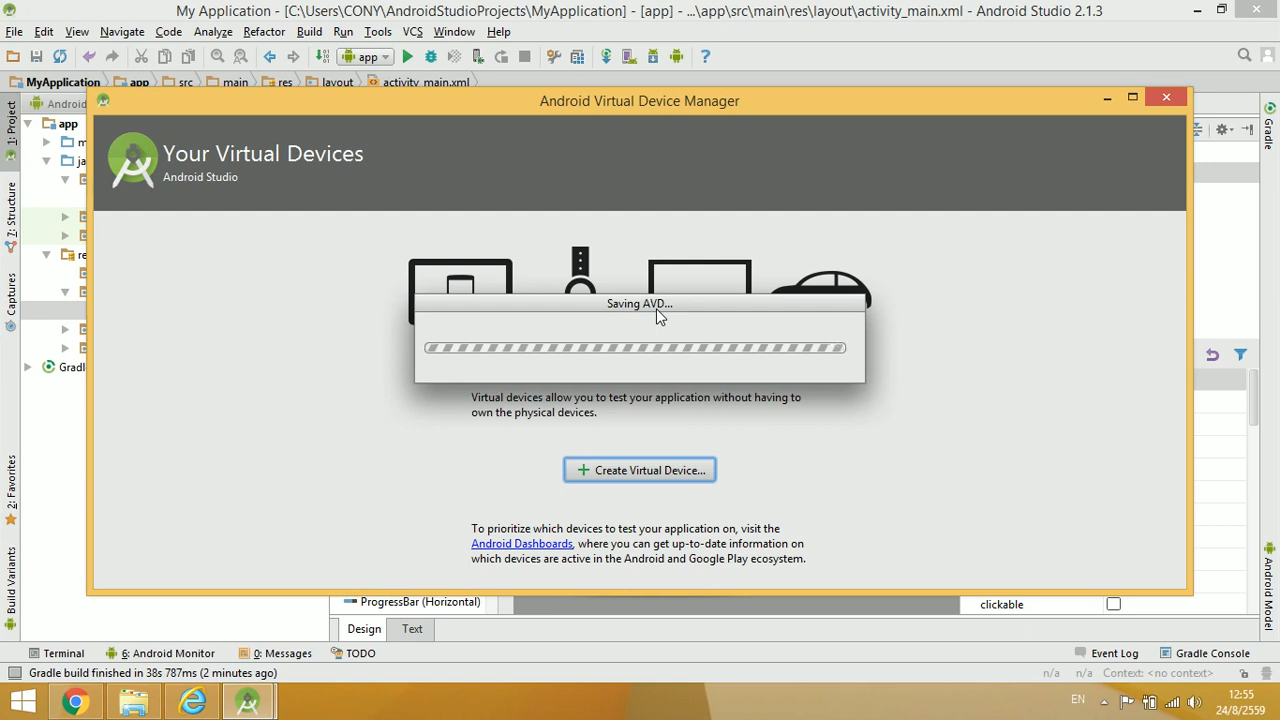 My Application - [C:\Users\CONY\AndroidStudioProjects\MyApplication] - [app] - ...\app\src\main\res\layout\activity_main.xml - Android Studio 2.1.3
File Edit View Navigate Code Analyze Refactor Build Run Tools VCS Window Help
app
MyApplication app src main res layout activity_main.xml
Android Virtual Device Manager
1: Project
7: Structure
Captures
2: Favorites
Build Variants
Android
app
m
ja
re
Gradle
Your Virtual Devices
Android Studio
Saving AVD...
Virtual devices allow you to test your application without having to
own the physical devices.
Create Virtual Device...
To prioritize which devices to test your application on, visit the
Android Dashboards, where you can get up-to-date information on
which devices are active in the Android and Google Play ecosystem.
Gradle
Android Model
ProgressBar (Horizontal)
clickable
Design Text
Terminal 6: Android Monitor 0: Messages TODO Event Log Gradle Console
Gradle build finished in 38s 787ms (2 minutes ago) n/a n/a Context: <no context>
EN
12:55
24/8/2559